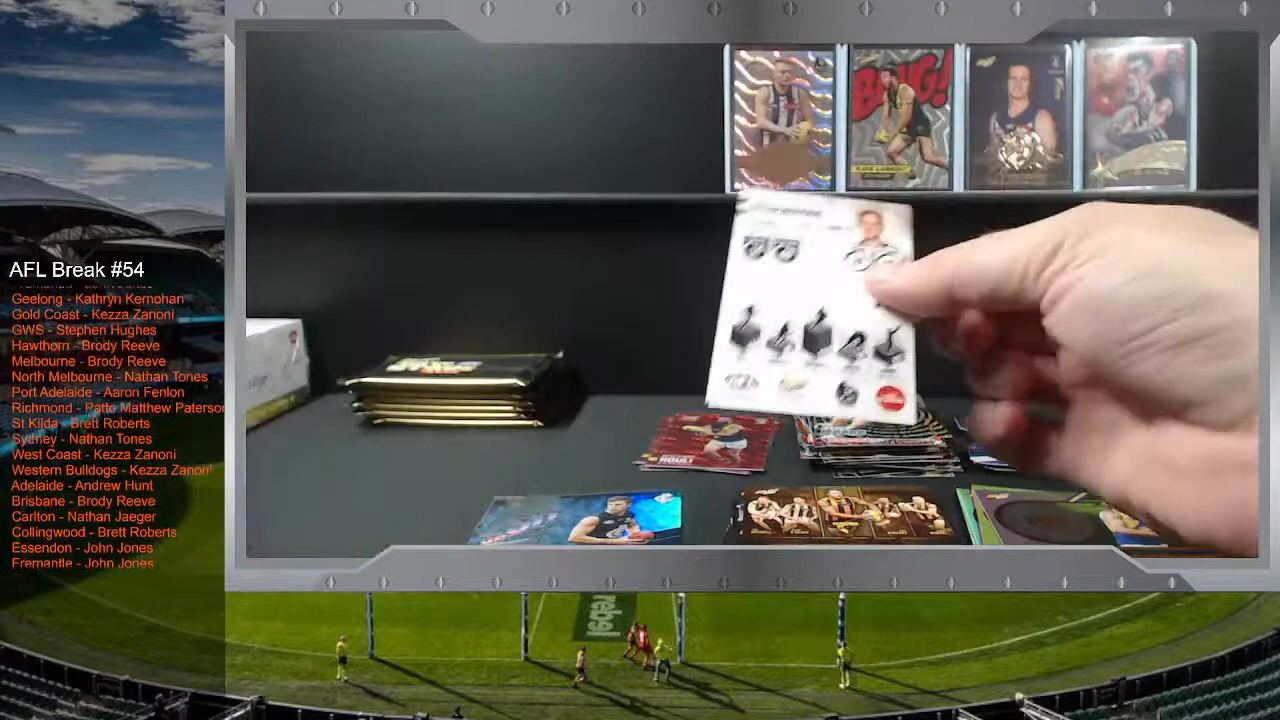 AFL Break #54
Geelong - Kathryn Kernohan
Gold Coast - Kezza Zanoni
GWS - Stephen Hughes
Hawthorn - Brody Reeve
Melbourne - Brody Reeve
North Melbourne - Nathan Tones
Port Adelaide - Aaron Fenlon
Richmond - Patto Matthew Paterson
St Kilda - Brett Roberts
Sydney - Nathan Tones
West Coast - Kezza Zanoni
Western Bulldogs - Kezza Zanoni
Adelaide - Andrew Hunt
Brisbane - Brody Reeve
Carlton - Nathan Jaeger
Collingwood - Brett Roberts
Essendon - John Jones
Fremantle - John Jones
BANG!
rebel